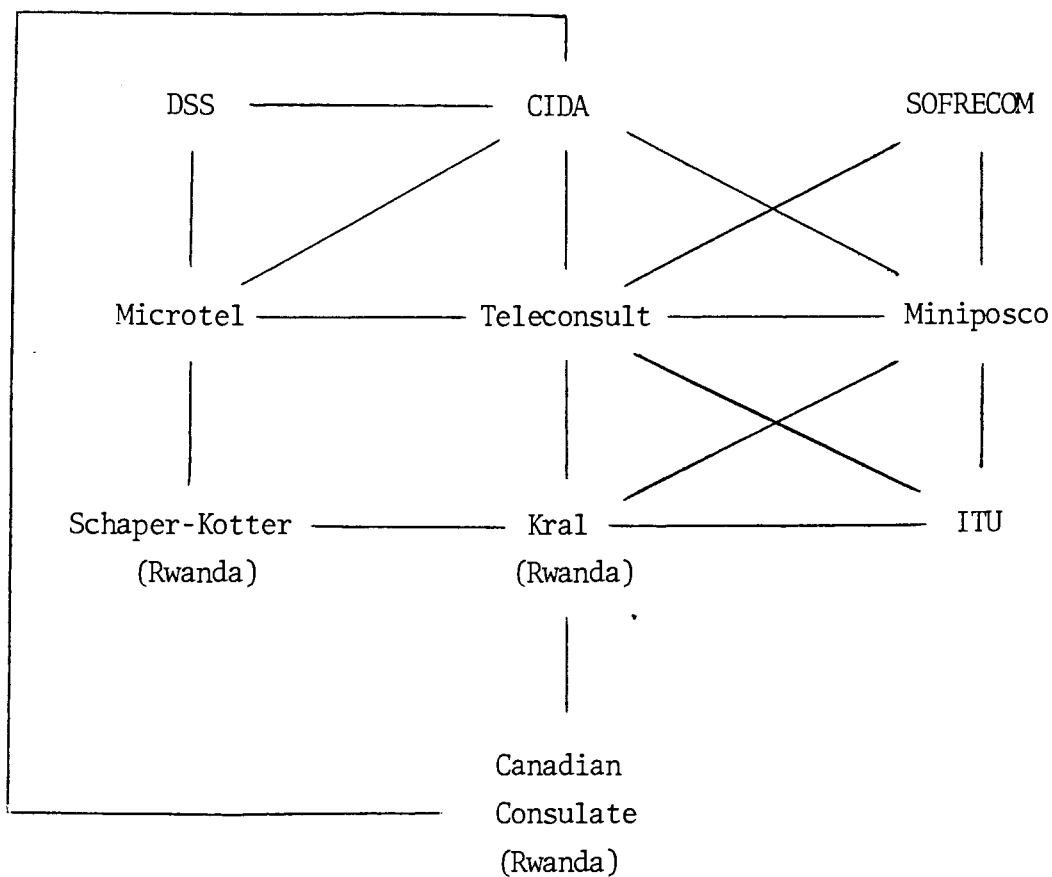 DSS
CIDA
SOFRECOM
Microtel
Teleconsult
Miniposco
Schaper-Kotter
(Rwanda)
Kral
(Rwanda)
ITU
Canadian
Consulate
(Rwanda)